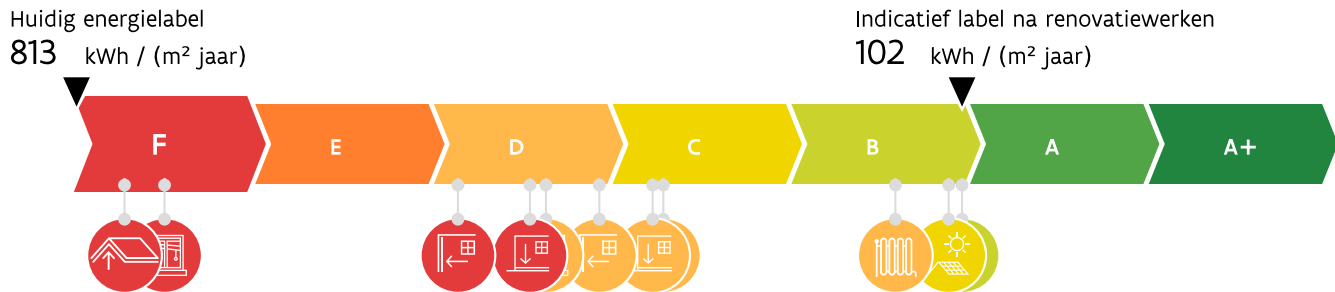 Huidig energielabel
813 kWh / (m² jaar)
Indicatief label na renovatiewerken
102 kWh / (m² jaar)
F E D C B A A+